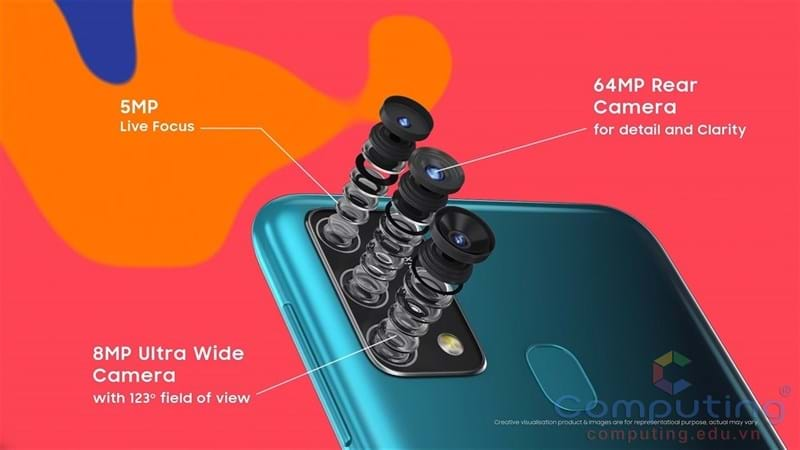 5MP
Live Focus
64MP Rear
Camera
for detail and Clarity
8MP Ultra Wide
Camera
with 123° field of view
Computing®
Creative visualisation product & images are for representational purpose, actual may vary.
computing.edu.vn